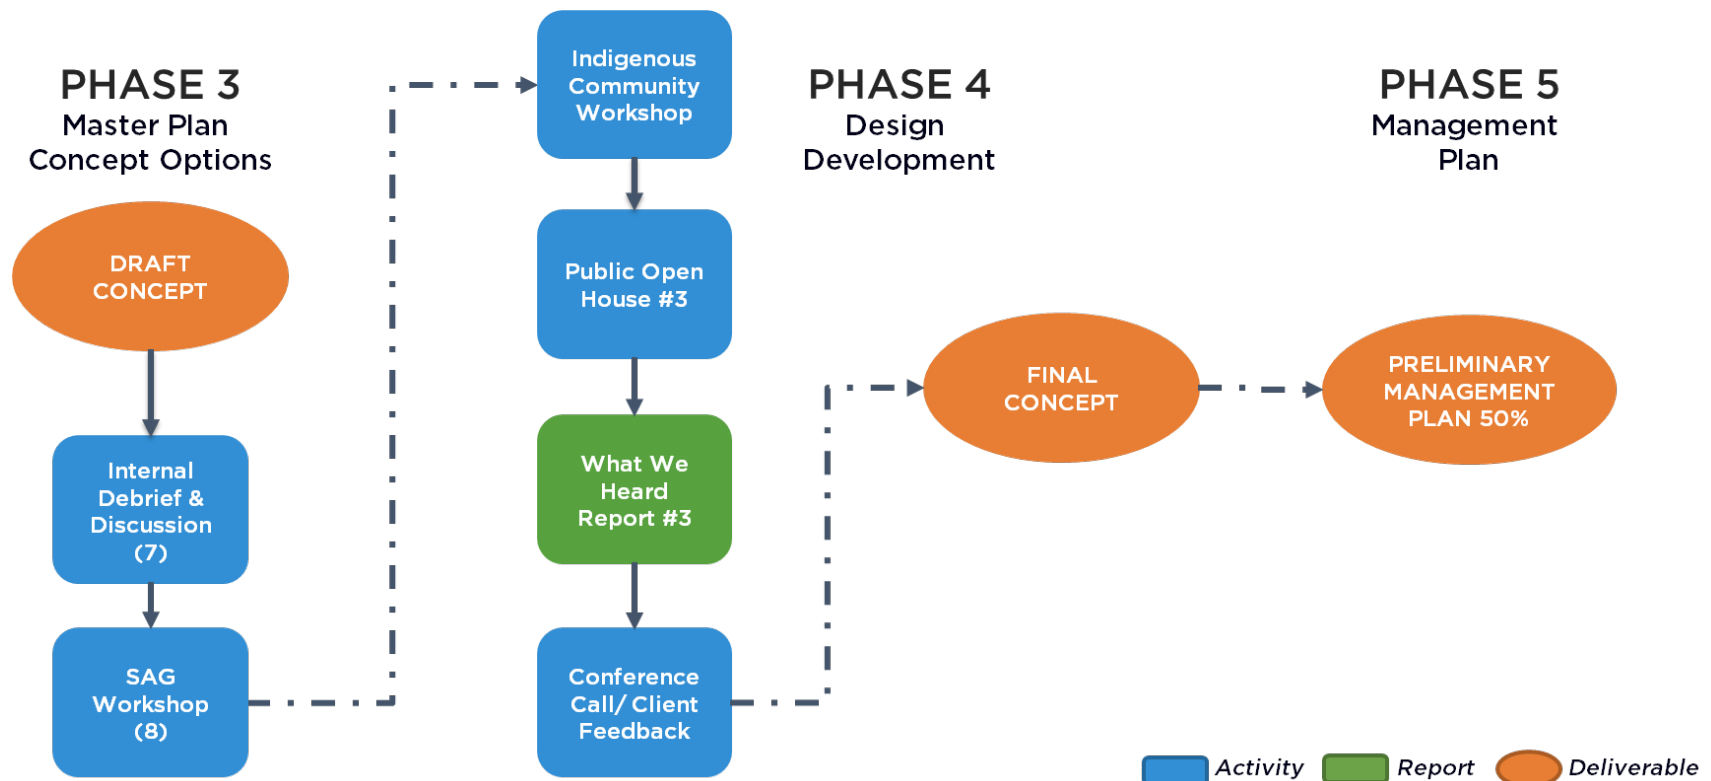 PHASE 3
Master Plan
Concept Options
DRAFT
CONCEPT
Internal
Debrief &
Discussion
(7)
SAG
Workshop
(8)
Indigenous
Community
Workshop
Public Open
House #3
What We
Heard
Report #3
Conference
Call/ Client
Feedback
PHASE 4
Design
Development
FINAL
CONCEPT
PHASE 5
Management
Plan
PRELIMINARY
MANAGEMENT
PLAN 50%
Activity
Report
Deliverable